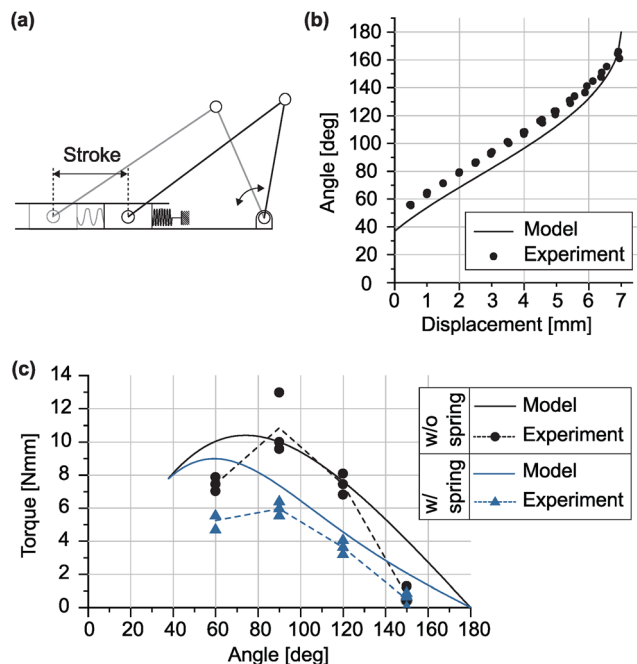 (a)
Stroke
(b)
Angle [deg]
180
160
140
120
100
80
60
40
20
0
0 1 2 3 4 5 6 7
Displacement [mm]
Model
Experiment
(c)
Torque [Nmm]
14
12
10
8
6
4
2
0
0 20 40 60 80 100 120 140 160 180
Angle [deg]
w/o spring
Model
Experiment
w/ spring
Model
Experiment